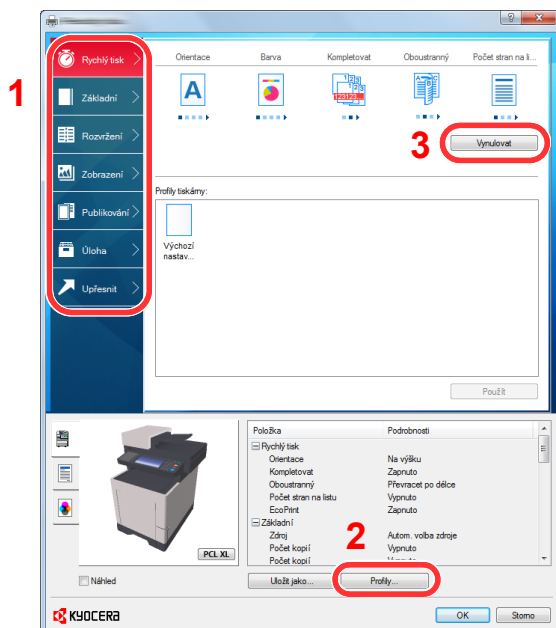 1
Rychlý tisk
Základní
Rozvržení
Zobrazení
Publikování
Úloha
Upřesnit
Orientace Barva Kompletovat Oboustranný Počet stran na li...
A
123
123123
A B C
3
Vynulovat
Profily tiskárny:
Výchozí
nastav...
Použít
PCL XL
Náhled
Položka Podrobnosti
Rychlý tisk
Orientace Na výšku
Kompletovat Zapnuto
Oboustranný Převracet po délce
Počet stran na listu Vypnuto
EcoPrint Zapnuto
Základní
Zdroj Autom. volba zdroje
Počet kopií Vypnuto
Počet kopií Vypnuto
2
Uložit jako... Profily...
KYOCERA
OK Storno